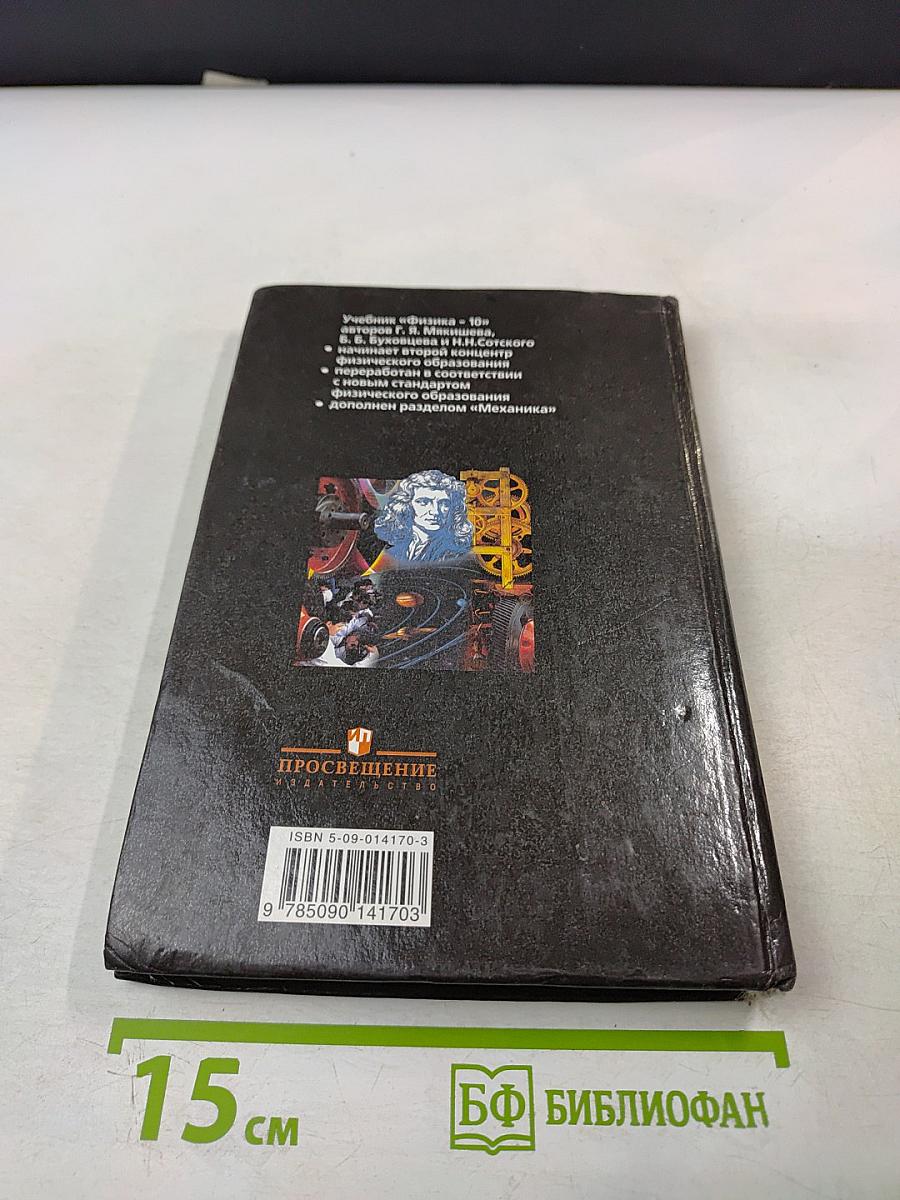 Учебник «Физика - 10»
авторов Г. Я. Мякишева,
Б. Б. Буховцева и Н.Н.Сотского
• начинает второй концентр
физического образования
• переработан в соответствии
с новым стандартом
физического образования
• дополнен разделом «Механика»
ИП
ПРОСВЕЩЕНИЕ
ИЗДАТЕЛЬСТВО
ISBN 5-09-014170-3
9 785090 141703
15 см
БФ БИБЛИОФАН